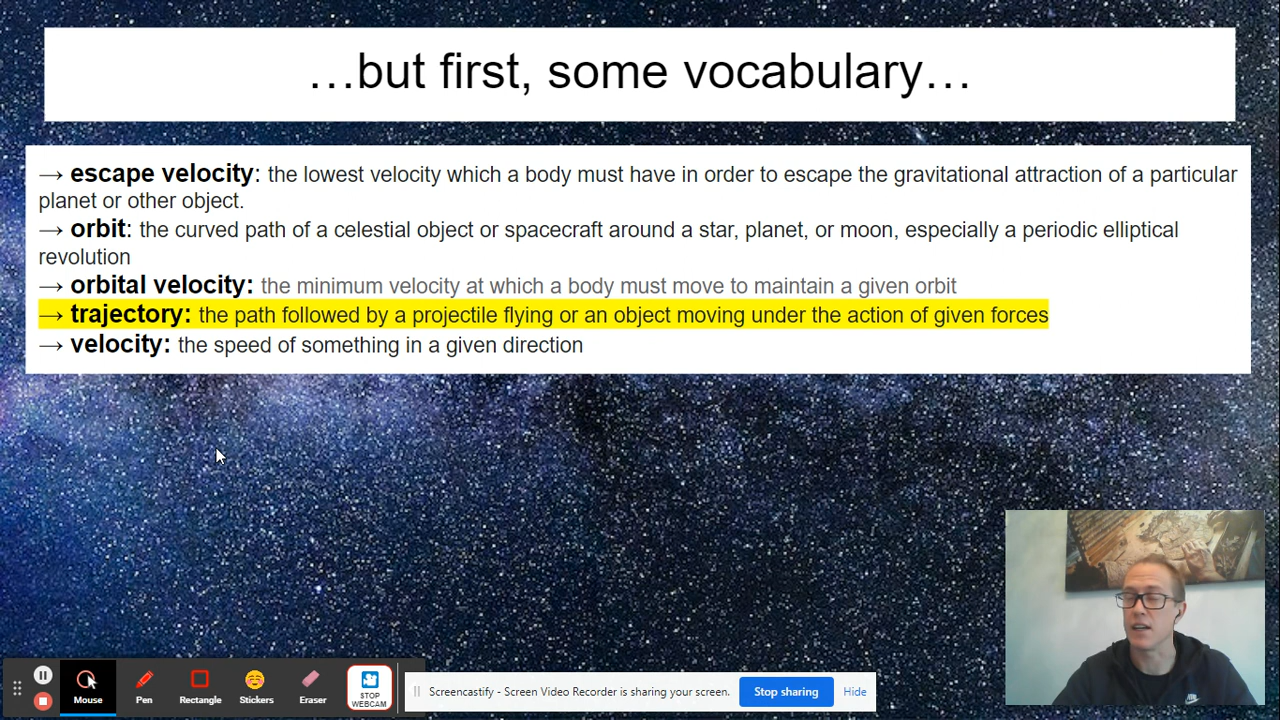 …but first, some vocabulary…
→ escape velocity: the lowest velocity which a body must have in order to escape the gravitational attraction of a particular
planet or other object.
→ orbit: the curved path of a celestial object or spacecraft around a star, planet, or moon, especially a periodic elliptical
revolution
→ orbital velocity: the minimum velocity at which a body must move to maintain a given orbit
→ trajectory: the path followed by a projectile flying or an object moving under the action of given forces
→ velocity: the speed of something in a given direction
Mouse
Pen
Rectangle
Stickers
Eraser
STOP
WEBCAM
Screencastify - Screen Video Recorder is sharing your screen.
Stop sharing
Hide